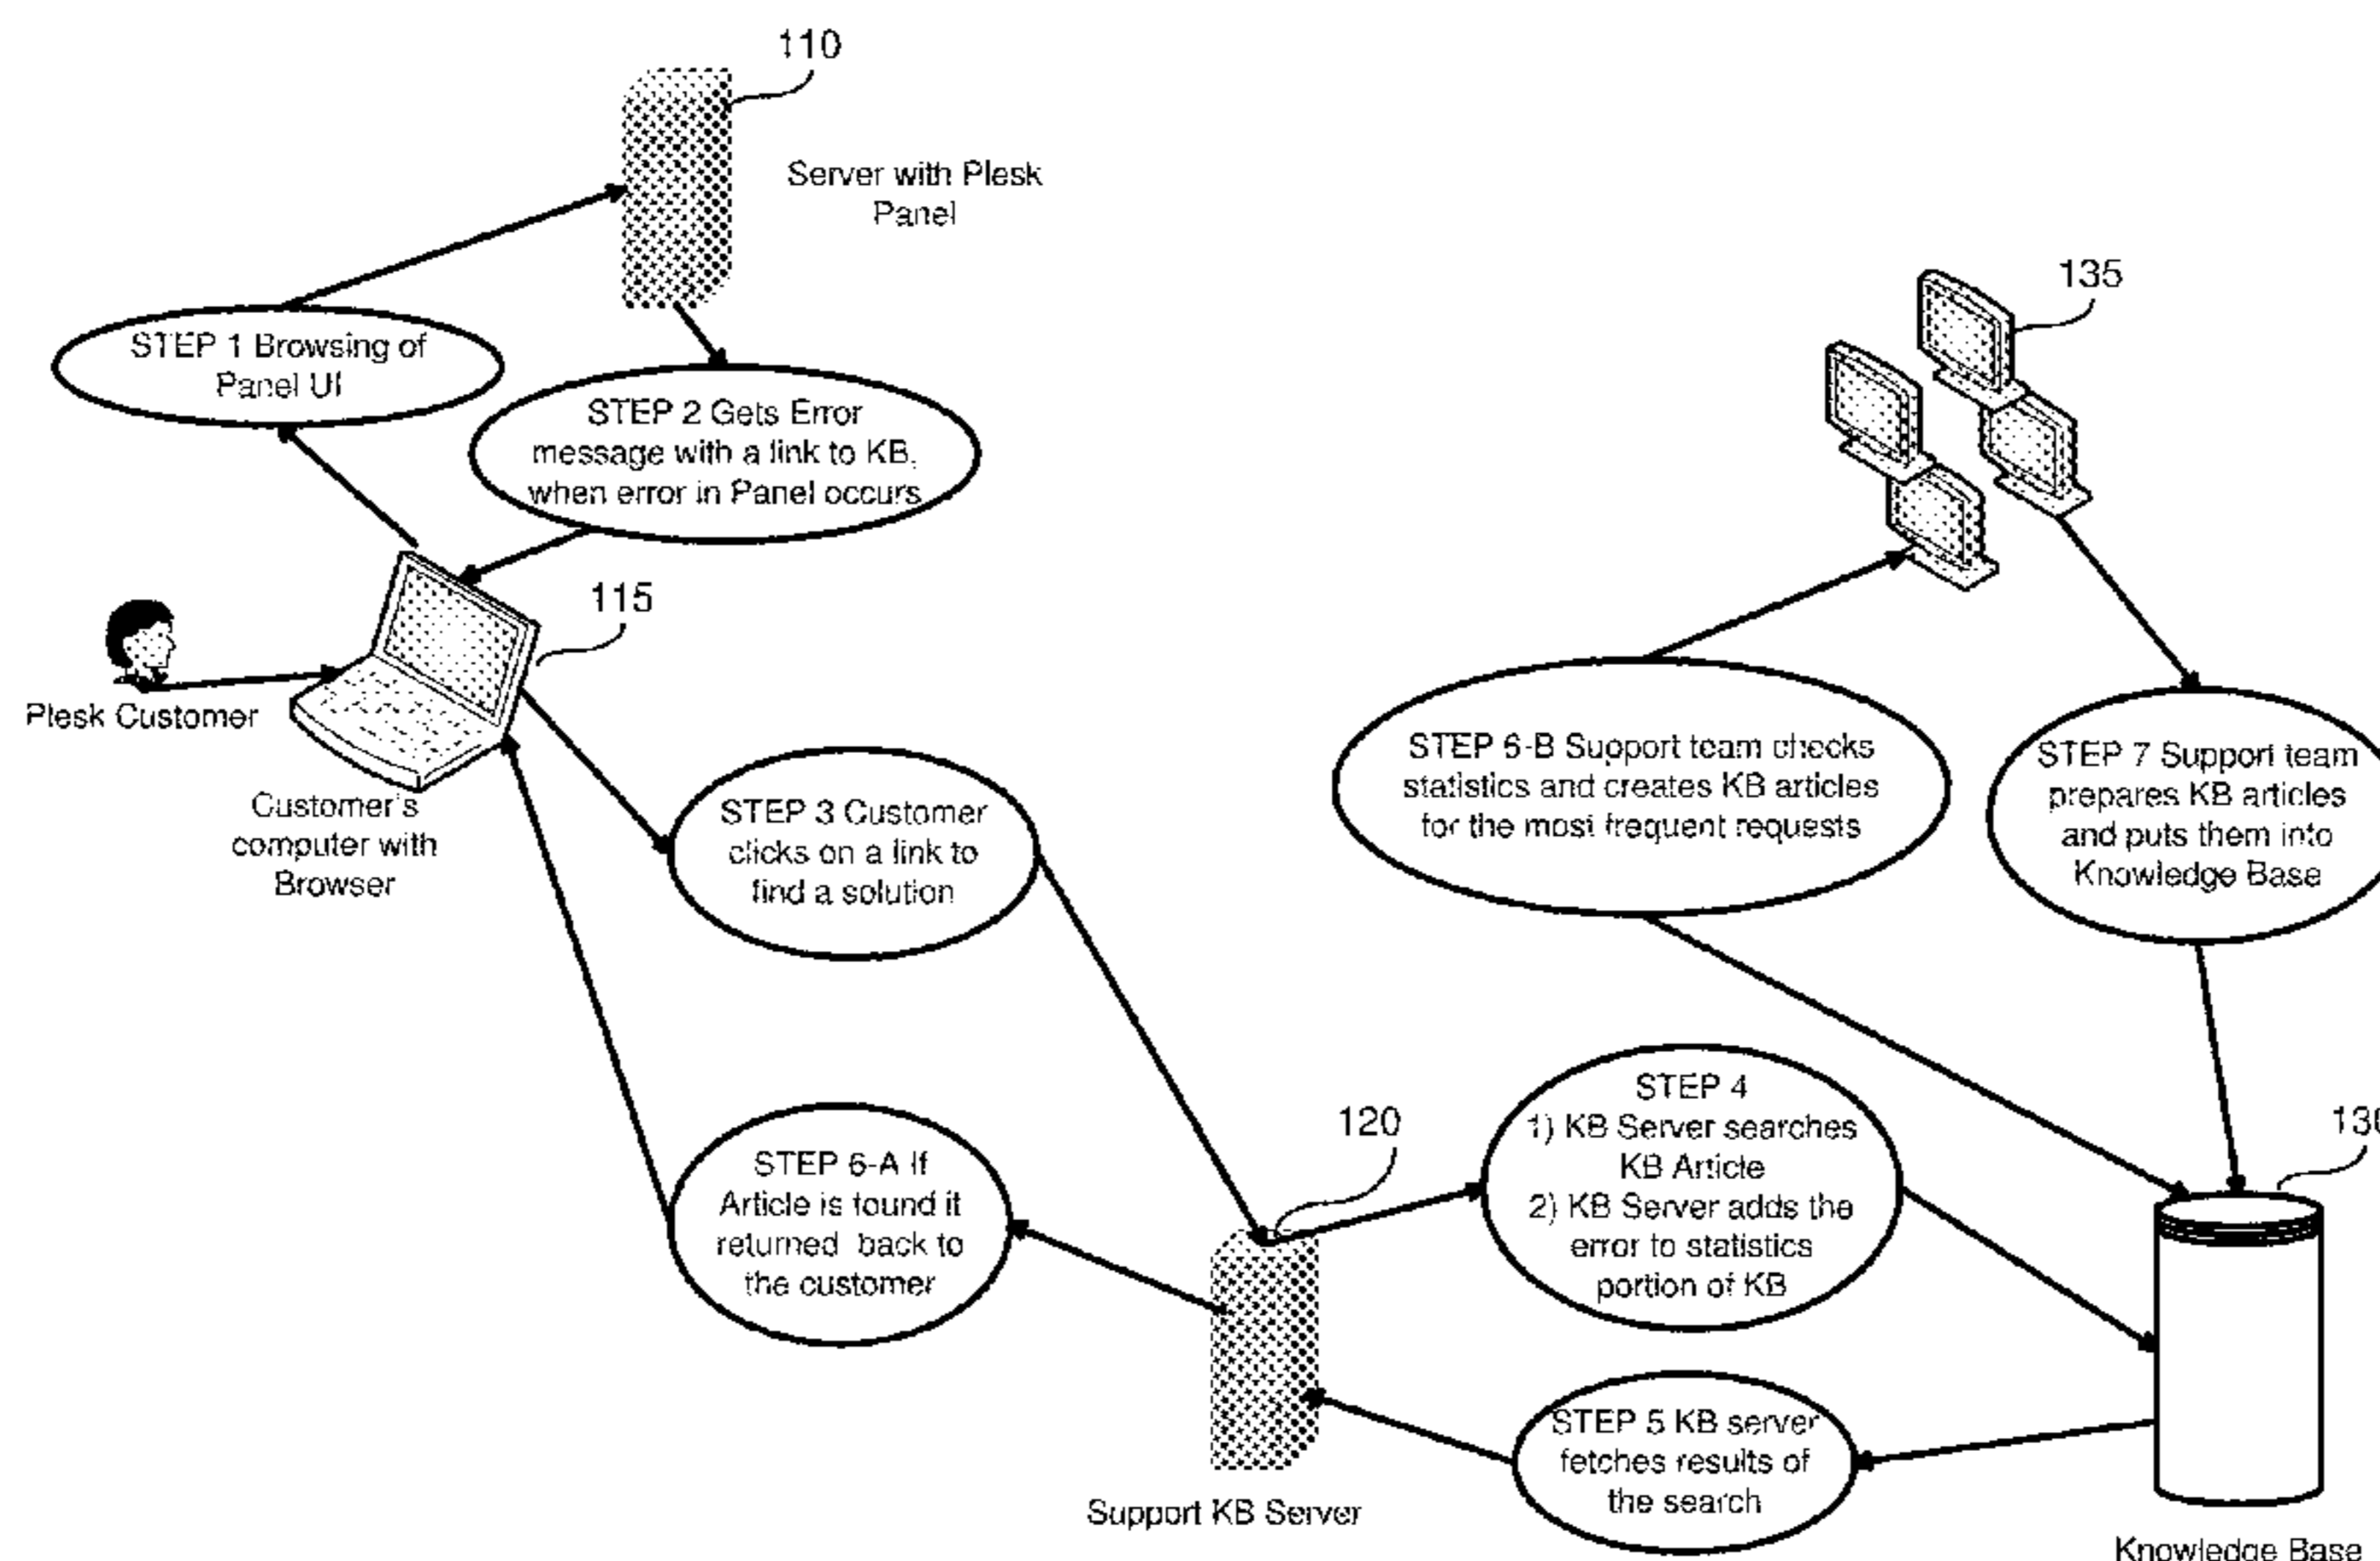 110
Server with Plesk
Panel
135
STEP 1 Browsing of
Panel UI
STEP 2 Gets Error
message with a link to KB,
when error in Panel occurs
115
Plesk Customer
Customer's
computer with
Browser
STEP 3 Customer
clicks on a link to
find a solution
STEP 6-B Support team checks
statistics and creates KB articles
for the most frequent requests
STEP 7 Support team
prepares KB articles
and puts them into
Knowledge Base
STEP 6-A If
Article is found it
returned back to
the customer
120
STEP 4
1) KB Server searches
KB Article
2) KB Server adds the
error to statistics
portion of KB
STEP 5 KB server
fetches results of
the search
Support KB Server
Knowledge Base